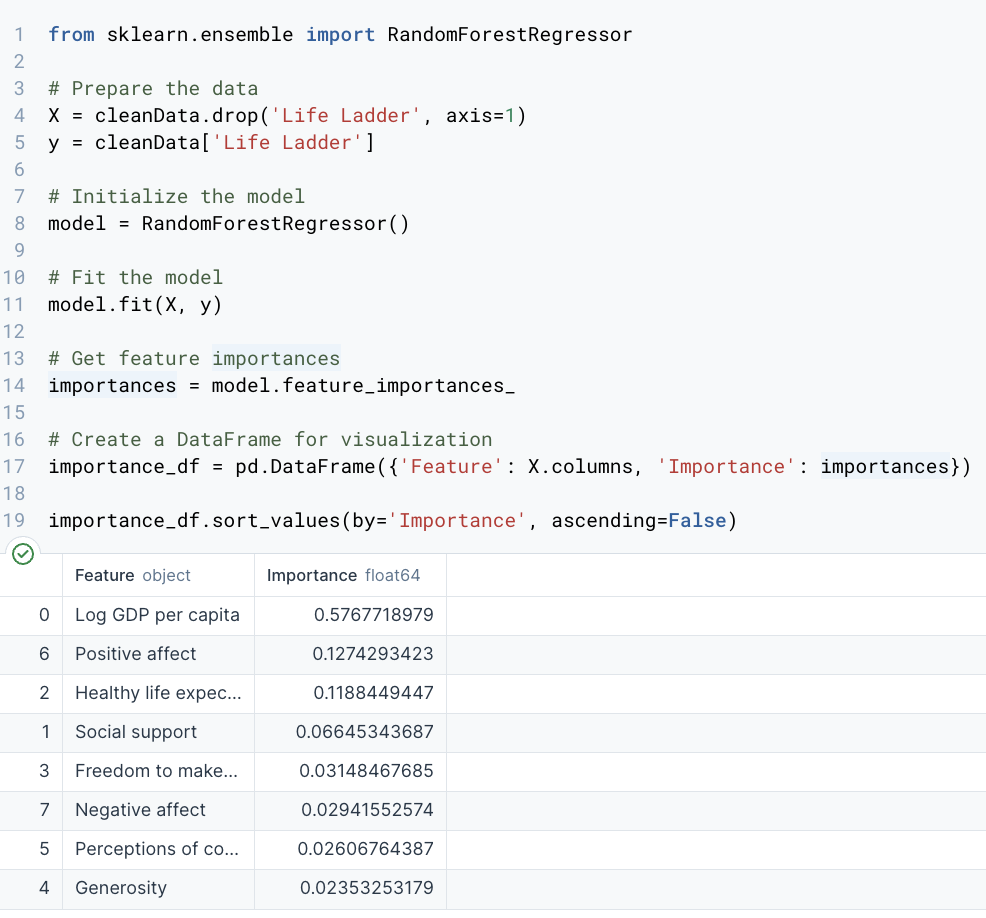 1 from sklearn.ensemble import RandomForestRegressor
2
3 # Prepare the data
4 X = cleanData.drop('Life Ladder', axis=1)
5 y = cleanData['Life Ladder']
6
7 # Initialize the model
8 model = RandomForestRegressor()
9
10 # Fit the model
11 model.fit(X, y)
12
13 # Get feature importances
14 importances = model.feature_importances_
15
16 # Create a DataFrame for visualization
17 importance_df = pd.DataFrame({'Feature': X.columns, 'Importance': importances})
18
19 importance_df.sort_values(by='Importance', ascending=False)
Feature object Importance float64
0 Log GDP per capita 0.5767718979
6 Positive affect 0.1274293423
2 Healthy life expec... 0.1188449447
1 Social support 0.06645343687
3 Freedom to make... 0.03148467685
7 Negative affect 0.02941552574
5 Perceptions of co... 0.02606764387
4 Generosity 0.02353253179